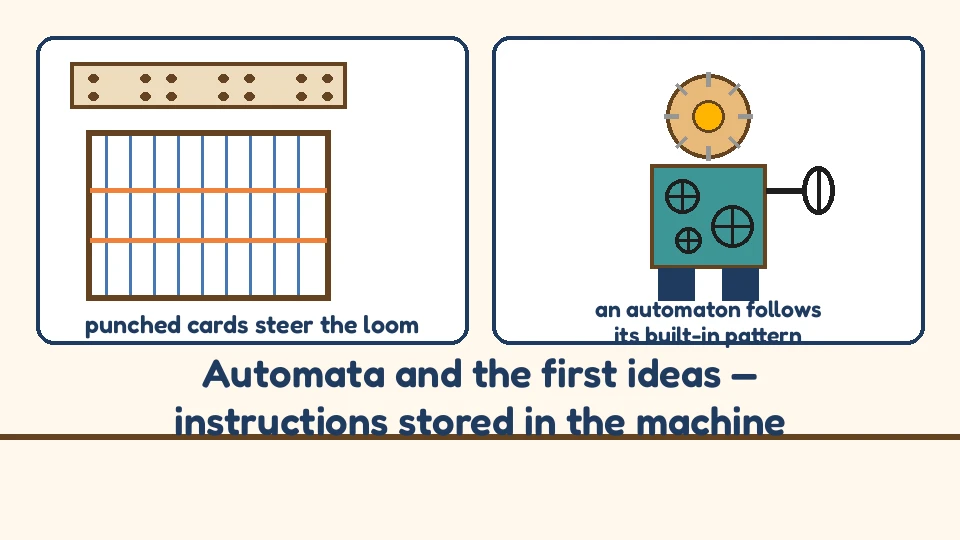 punched cards steer the loom
an automaton follows
its built-in pattern
Automata and the first ideas —
instructions stored in the machine